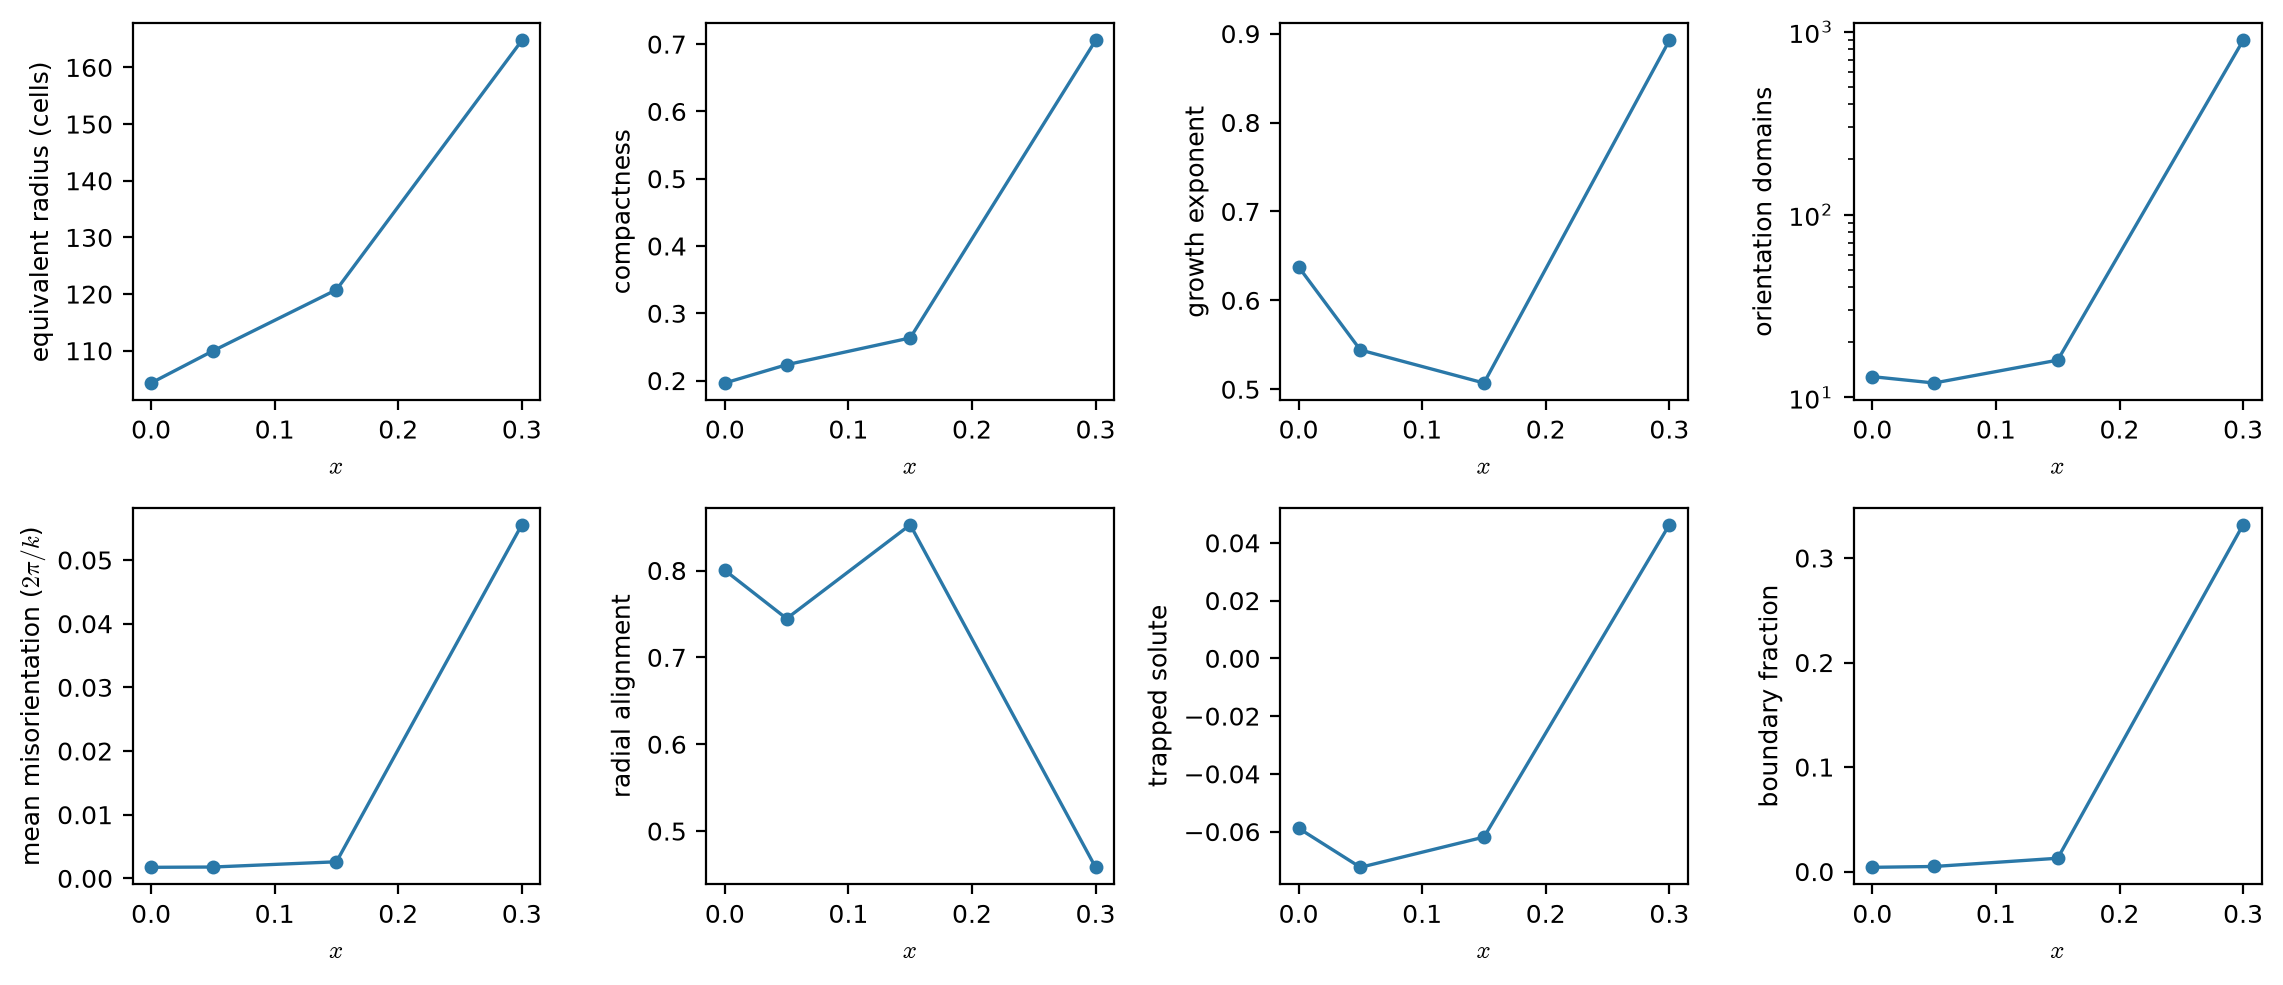 equivalent radius (cells)
160
150
140
130
120
110
0.0 0.1 0.2 0.3
x
compactness
0.7
0.6
0.5
0.4
0.3
0.2
0.0 0.1 0.2 0.3
x
growth exponent
0.9
0.8
0.7
0.6
0.5
0.0 0.1 0.2 0.3
x
orientation domains
10³
10²
10¹
0.0 0.1 0.2 0.3
x
mean misorientation (2π/k)
0.05
0.04
0.03
0.02
0.01
0.00
0.0 0.1 0.2 0.3
x
radial alignment
0.8
0.7
0.6
0.5
0.0 0.1 0.2 0.3
x
trapped solute
0.04
0.02
0.00
−0.02
−0.04
−0.06
0.0 0.1 0.2 0.3
x
boundary fraction
0.3
0.2
0.1
0.0
0.0 0.1 0.2 0.3
x